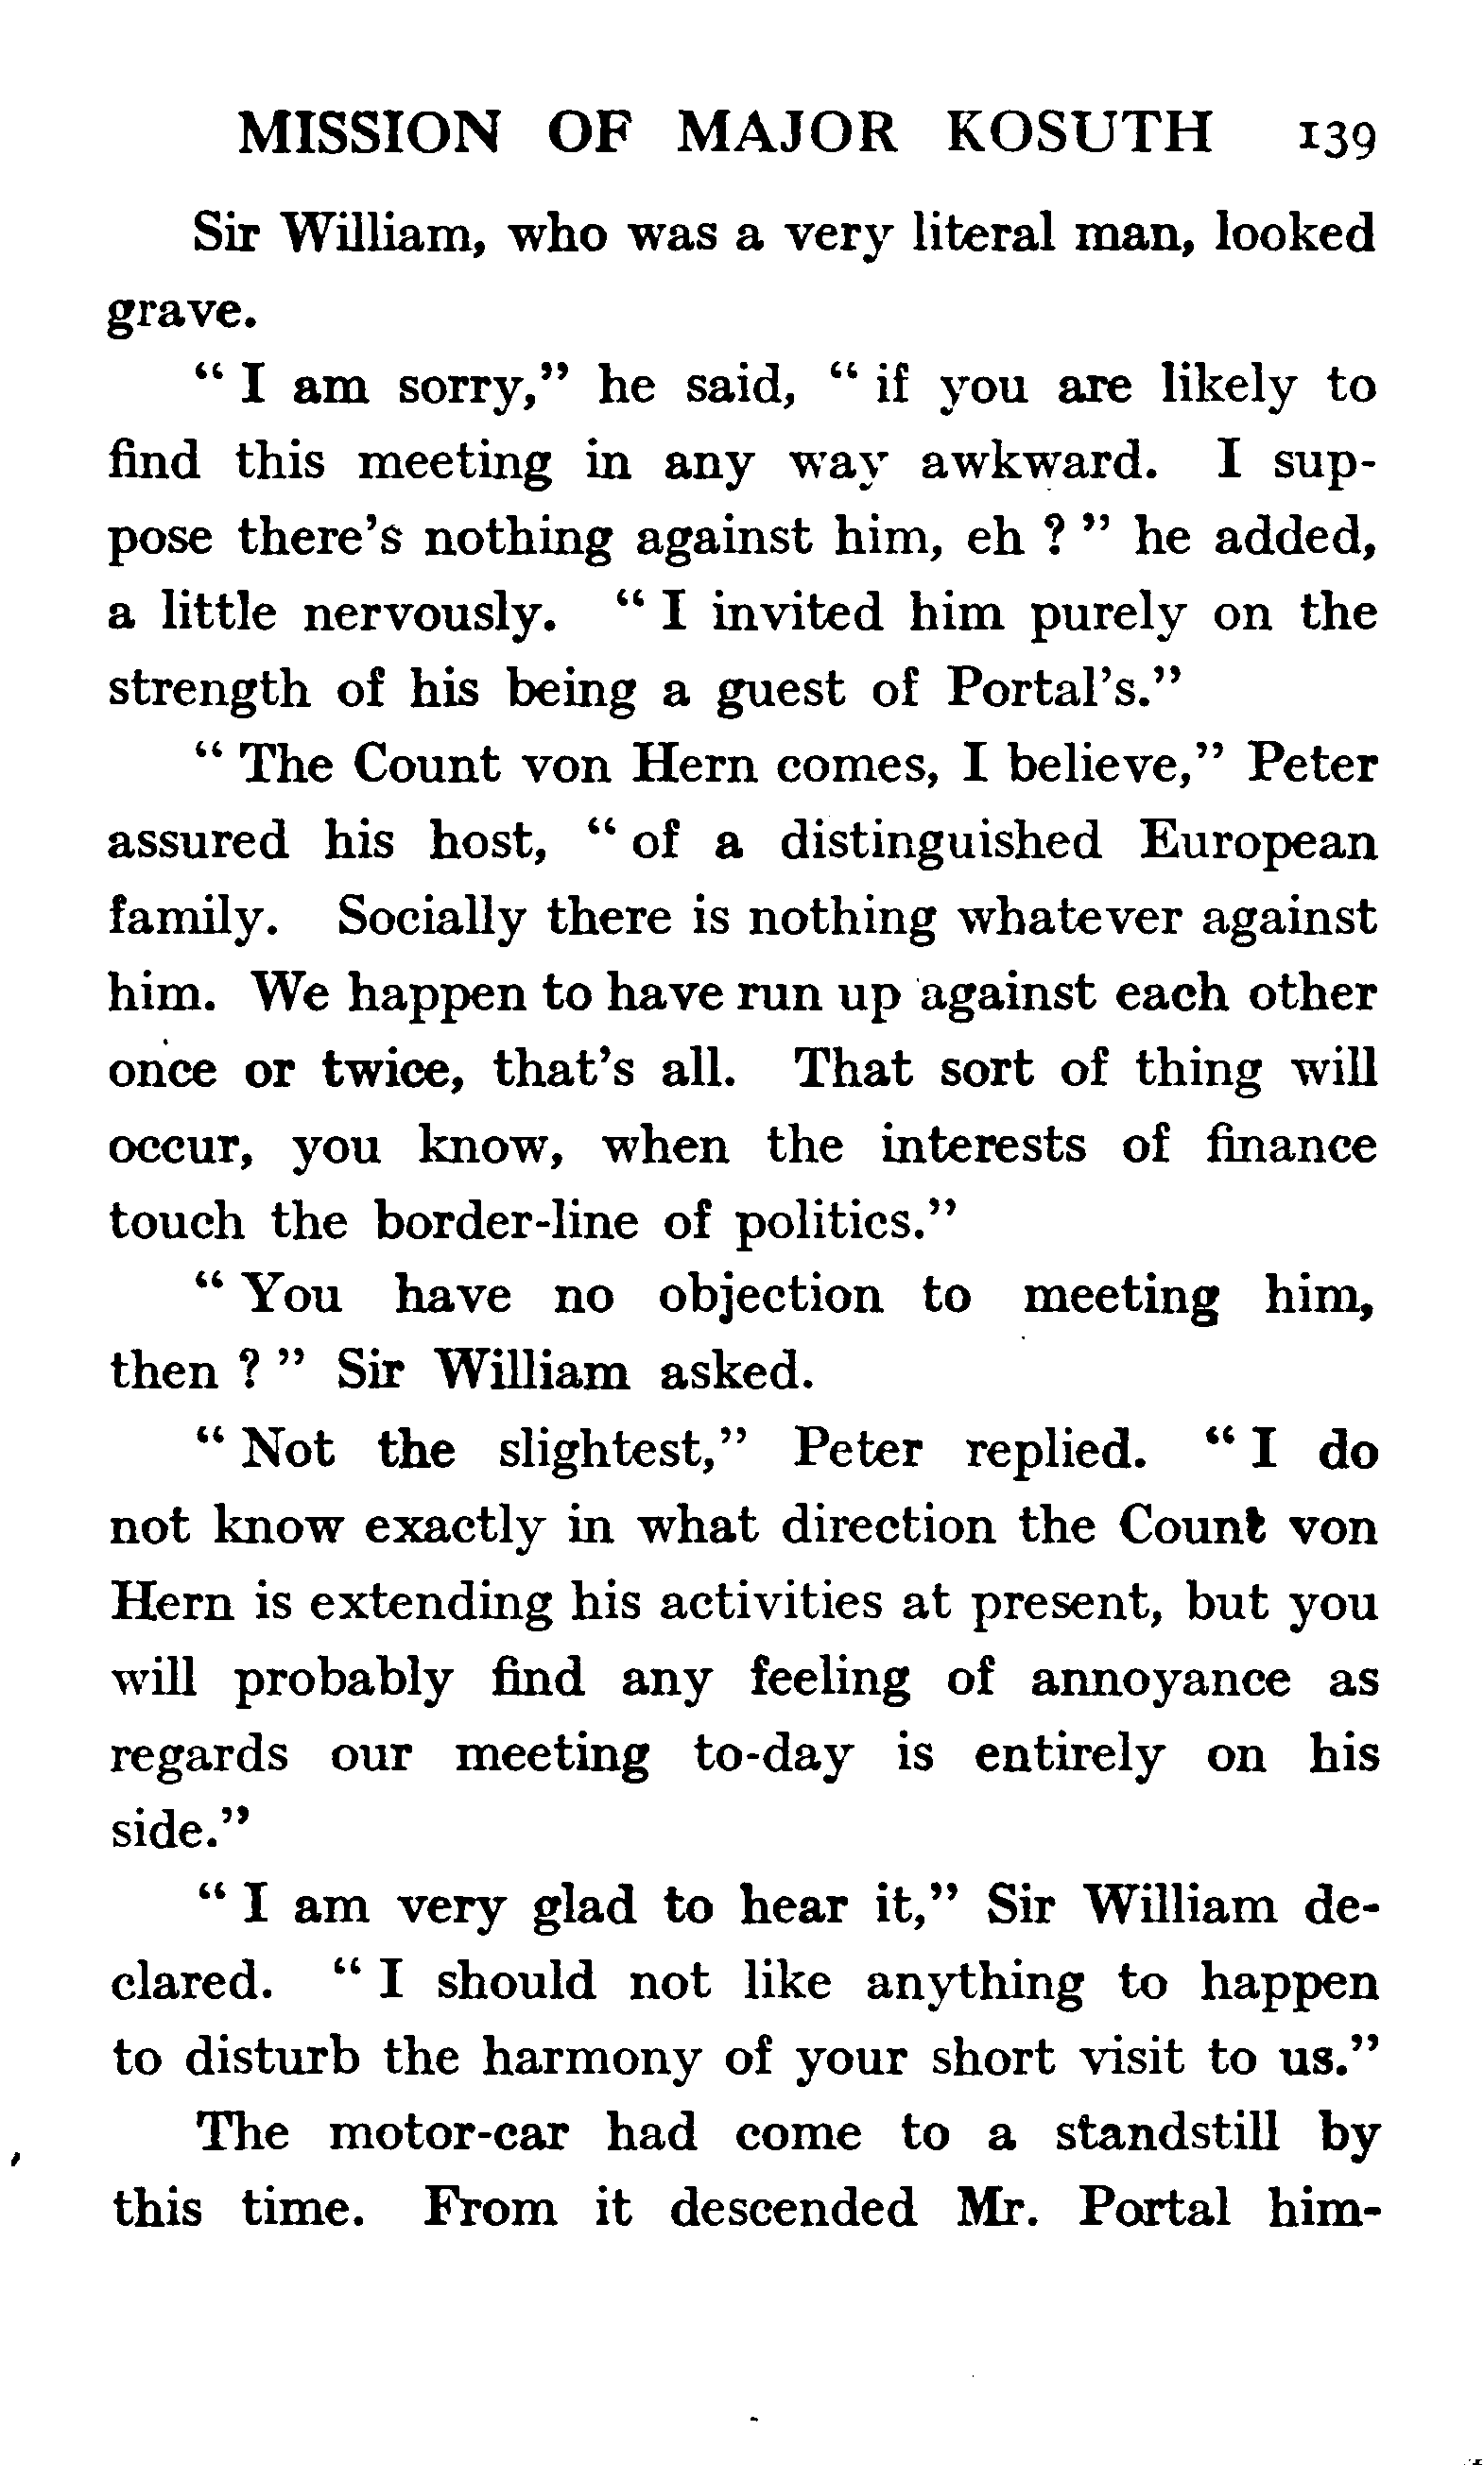 MISSION OF MAJOR KOSUTH 139
Sir William, who was a very literal man, looked
grave.
“ I am sorry,” he said, “ if you are likely to
find this meeting in any way awkward. I sup-
pose there’s nothing against him, eh ? ” he added,
a little nervously. “ I invited him purely on the
strength of his being a guest of Portal’s.”
“ The Count von Hern comes, I believe,” Peter
assured his host, “ of a distinguished European
family. Socially there is nothing whatever against
him. We happen to have run up against each other
once or twice, that’s all. That sort of thing will
occur, you know, when the interests of finance
touch the border-line of politics.”
“ You have no objection to meeting him,
then ? ” Sir William asked.
“ Not the slightest,” Peter replied. “ I do
not know exactly in what direction the Count von
Hern is extending his activities at present, but you
will probably find any feeling of annoyance as
regards our meeting to-day is entirely on his
side.”
“ I am very glad to hear it,” Sir William de-
clared. “ I should not like anything to happen
to disturb the harmony of your short visit to us.”
The motor-car had come to a standstill by
this time. From it descended Mr. Portal him-